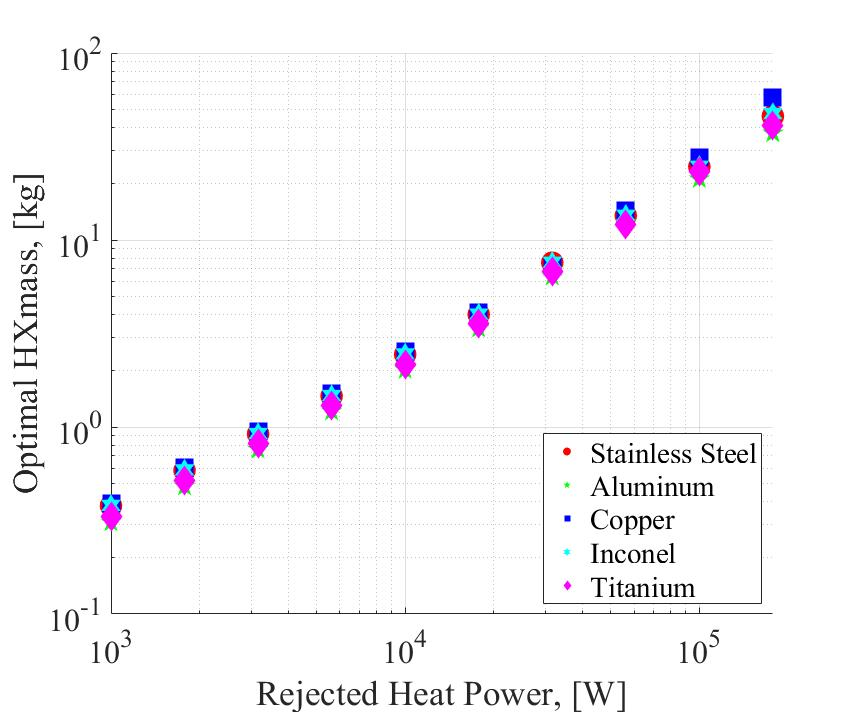 10^2
10^1
10^0
10^-1
10^3
10^4
10^5
Optimal HXmass, [kg]
Rejected Heat Power, [W]
Stainless Steel
Aluminum
Copper
Inconel
Titanium